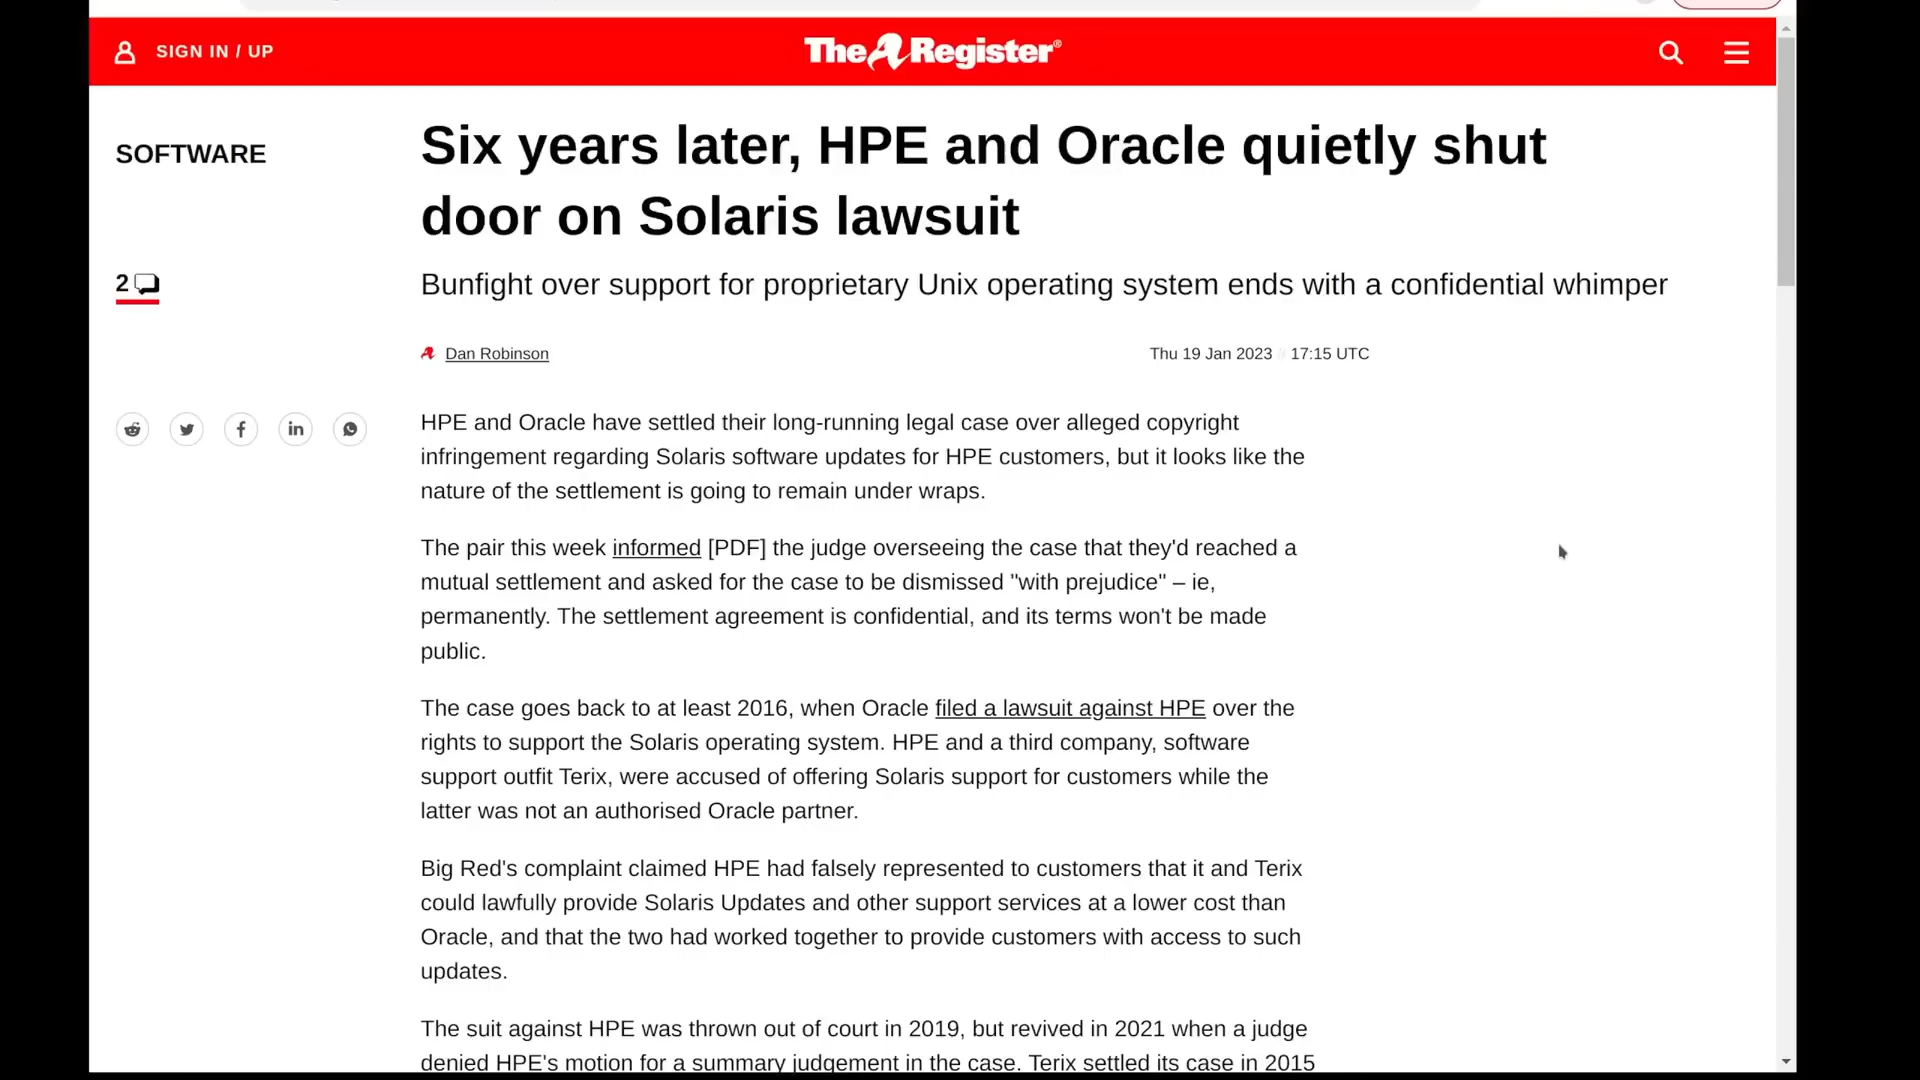 SIGN IN / UP
The Register®
SOFTWARE
Six years later, HPE and Oracle quietly shut
door on Solaris lawsuit
2
Bunfight over support for proprietary Unix operating system ends with a confidential whimper
Dan Robinson
Thu 19 Jan 2023 // 17:15 UTC
HPE and Oracle have settled their long-running legal case over alleged copyright
infringement regarding Solaris software updates for HPE customers, but it looks like the
nature of the settlement is going to remain under wraps.
The pair this week informed [PDF] the judge overseeing the case that they'd reached a
mutual settlement and asked for the case to be dismissed "with prejudice" – ie,
permanently. The settlement agreement is confidential, and its terms won't be made
public.
The case goes back to at least 2016, when Oracle filed a lawsuit against HPE over the
rights to support the Solaris operating system. HPE and a third company, software
support outfit Terix, were accused of offering Solaris support for customers while the
latter was not an authorised Oracle partner.
Big Red's complaint claimed HPE had falsely represented to customers that it and Terix
could lawfully provide Solaris Updates and other support services at a lower cost than
Oracle, and that the two had worked together to provide customers with access to such
updates.
The suit against HPE was thrown out of court in 2019, but revived in 2021 when a judge
denied HPE's motion for a summary judgement in the case. Terix settled its case in 2015